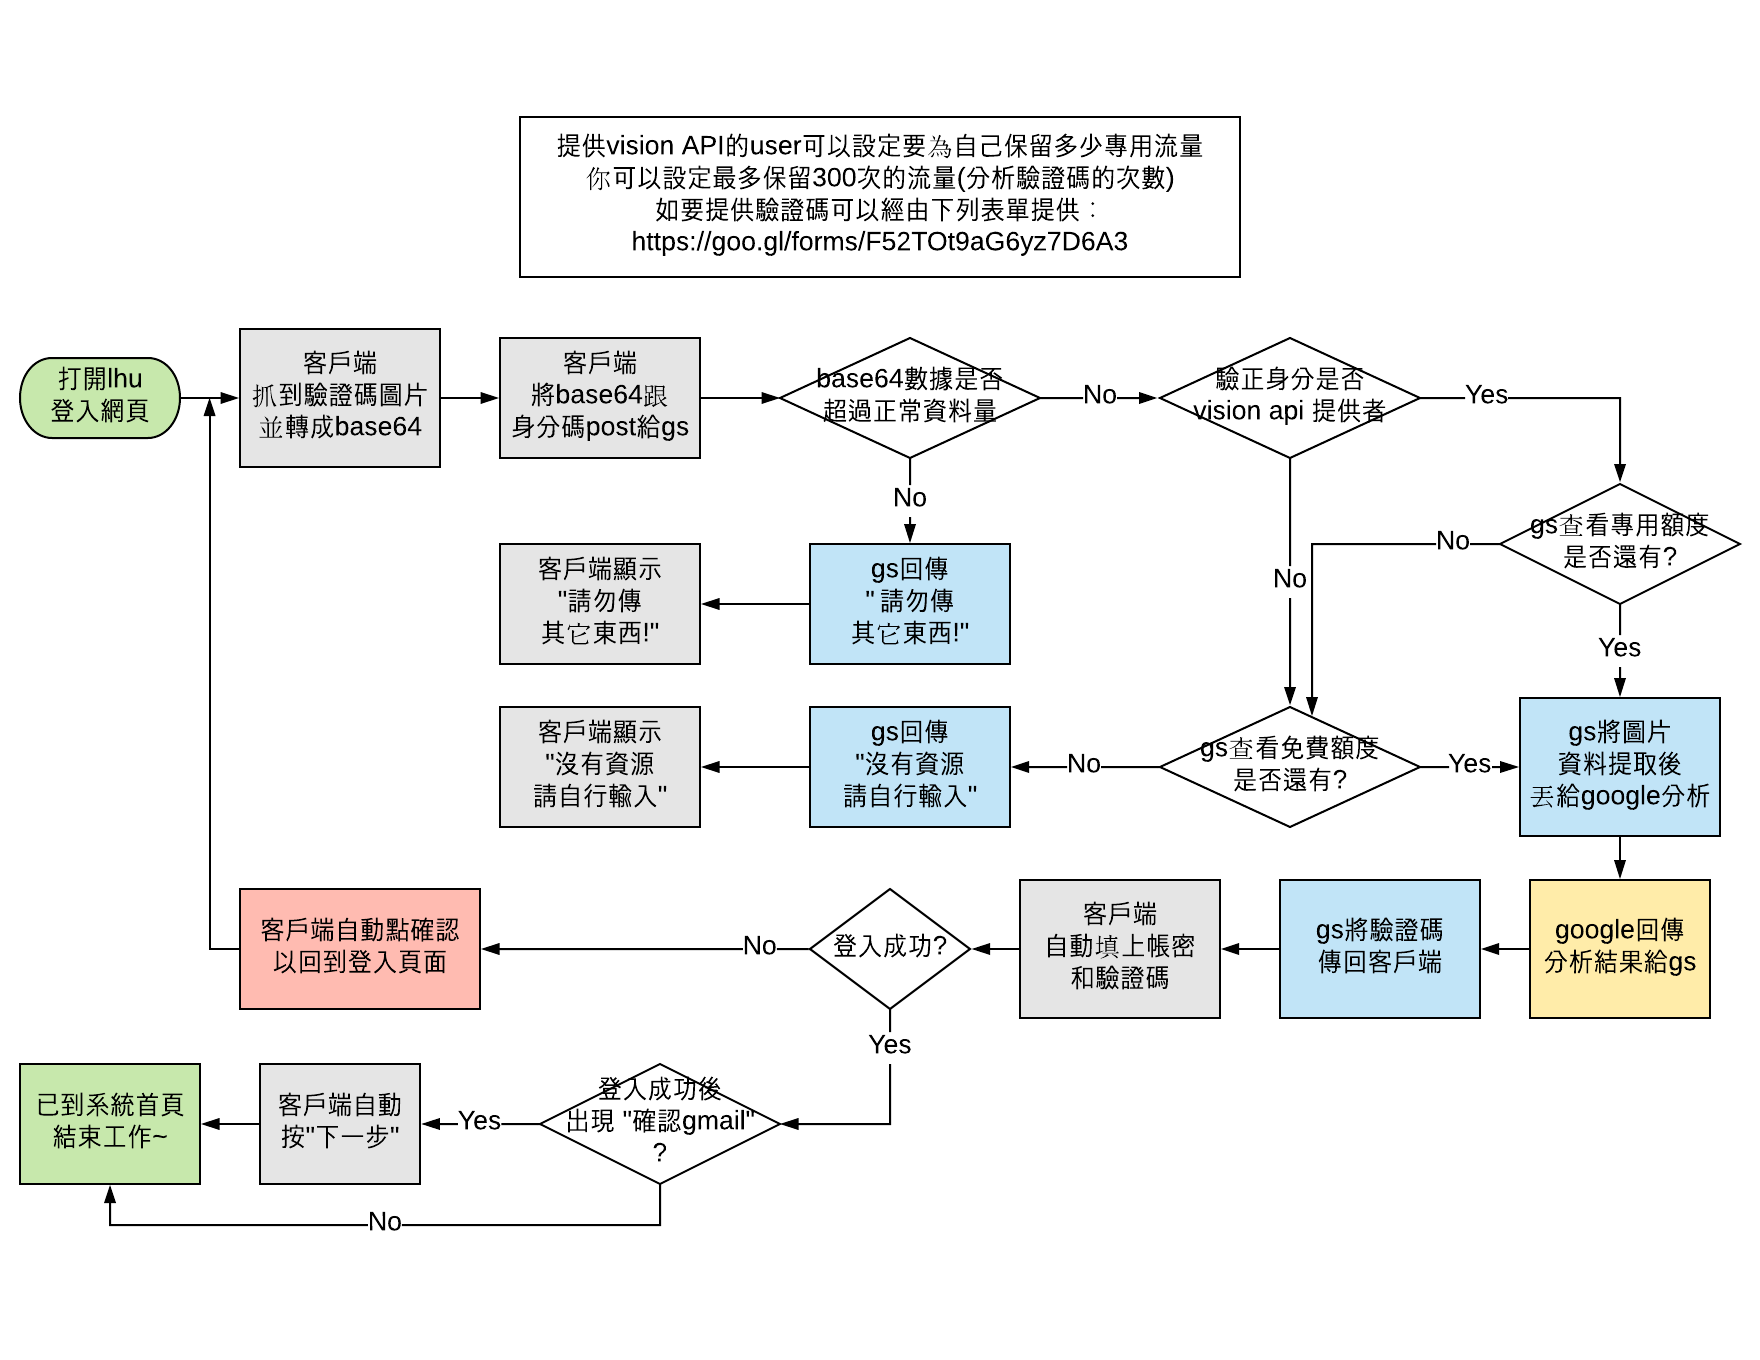 提供vision API的user可以設定要為自己保留多少專用流量
你可以設定最多保留300次的流量(分析驗證碼的次數)
如要提供驗證碼可以經由下列表單提供：
https://goo.gl/forms/F52TOt9aG6yz7D6A3
打開lhu
登入網頁
客戶端
抓到驗證碼圖片
並轉成base64
客戶端
將base64跟
身分碼post給gs
base64數據是否
超過正常資料量
No
驗正身分是否
vision api 提供者
Yes
No
No
gs查看專用額度
是否還有?
No
Yes
客戶端顯示
"請勿傳
其它東西!"
gs回傳
" 請勿傳
其它東西!"
客戶端顯示
"沒有資源
請自行輸入"
gs回傳
"沒有資源
請自行輸入"
No
gs查看免費額度
是否還有?
Yes
gs將圖片
資料提取後
丟給google分析
客戶端自動點確認
以回到登入頁面
No
登入成功?
客戶端
自動填上帳密
和驗證碼
gs將驗證碼
傳回客戶端
google回傳
分析結果給gs
Yes
已到系統首頁
結束工作~
客戶端自動
按"下一步"
Yes
登入成功後
出現 "確認gmail"
?
No